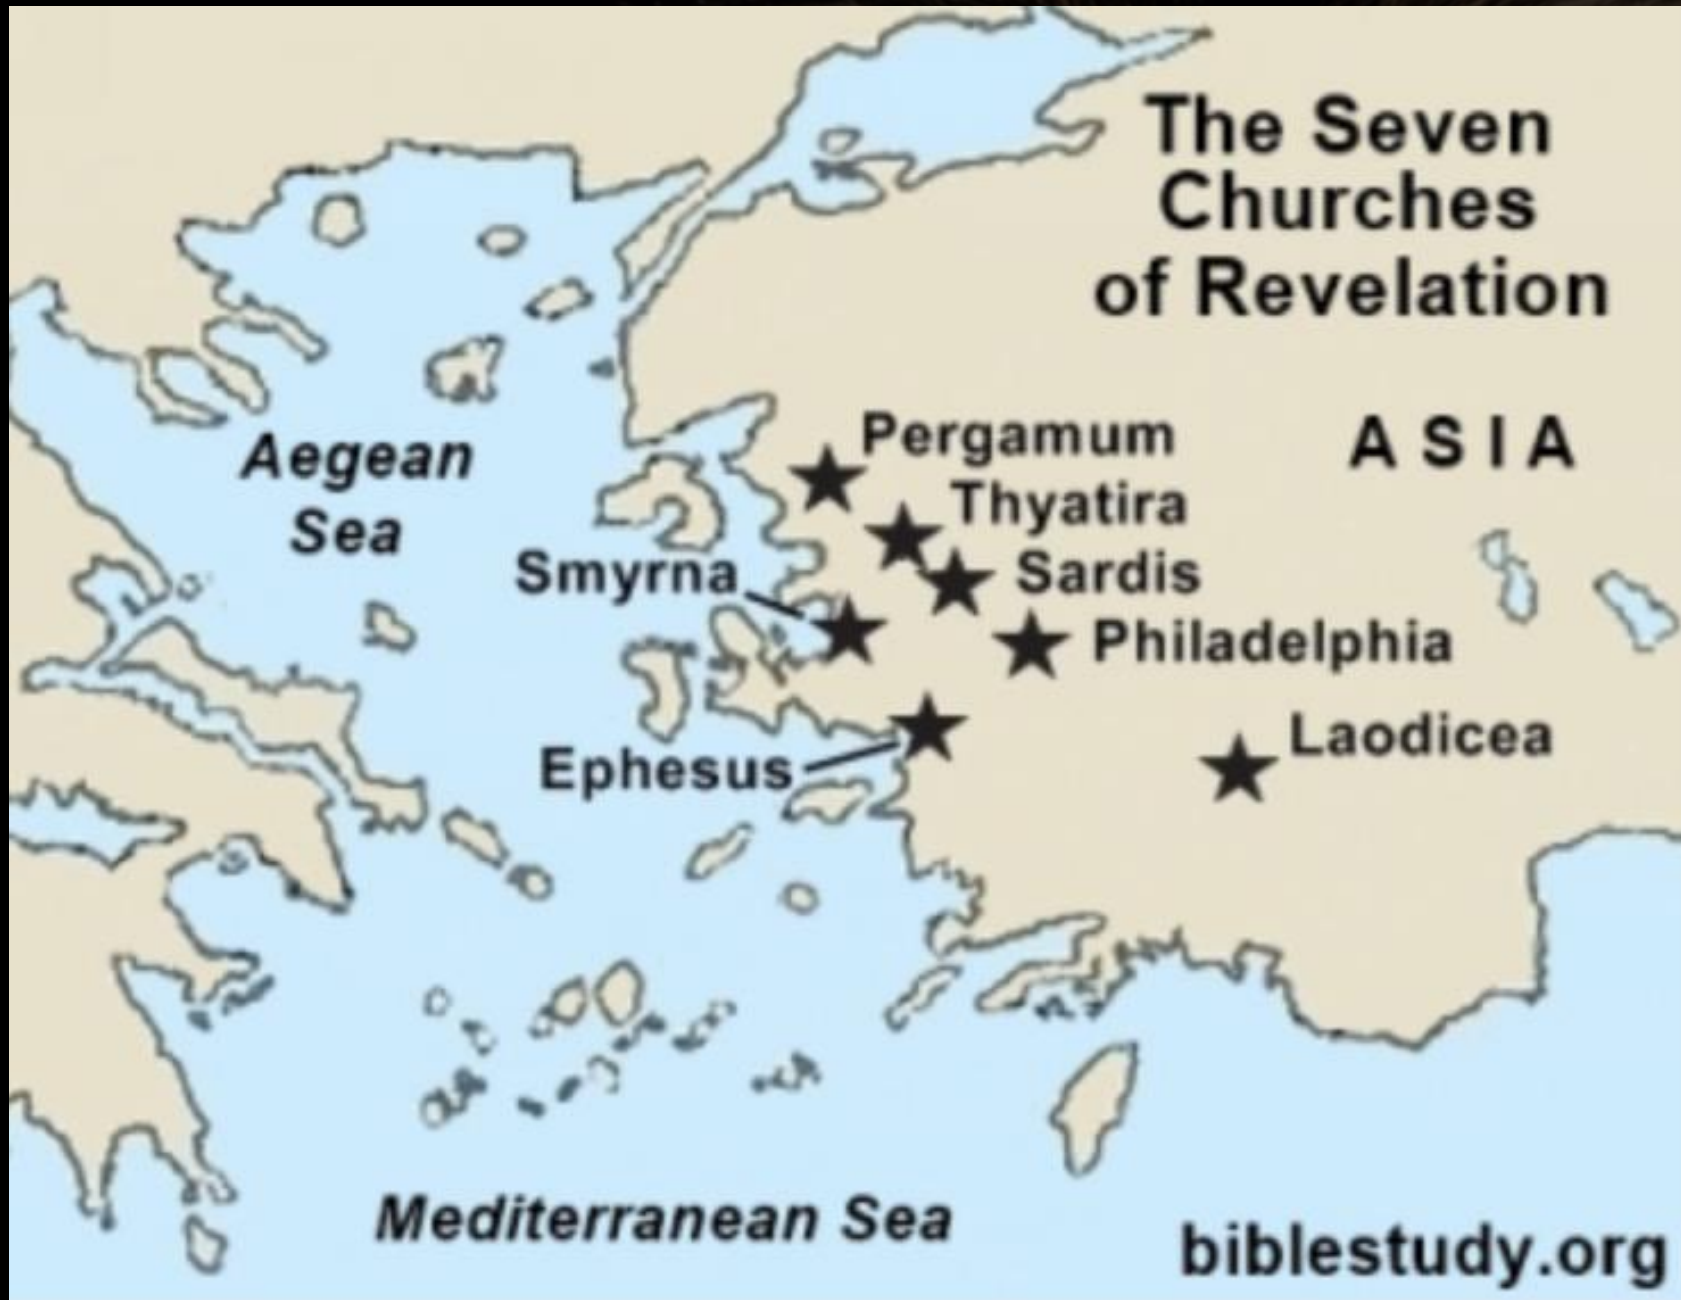 The Seven
Churches
of Revelation
ASIA
Pergamum
Aegean
Sea
Thyatira
Smyrna
Sardis
Philadelphia
Laodicea
Ephesus
Mediterranean Sea
biblestudy.org